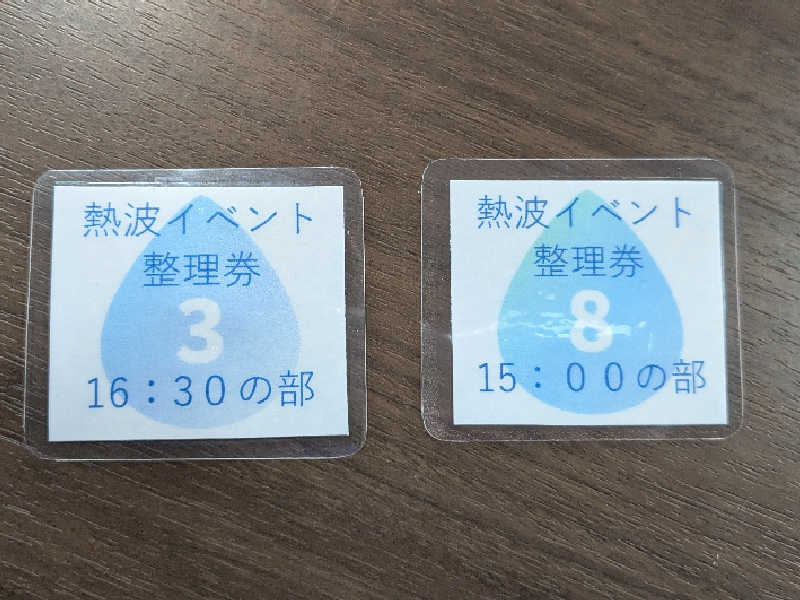 熱波イベント
整理券
3
16：30の部
熱波イベント
整理券
8
15：00の部